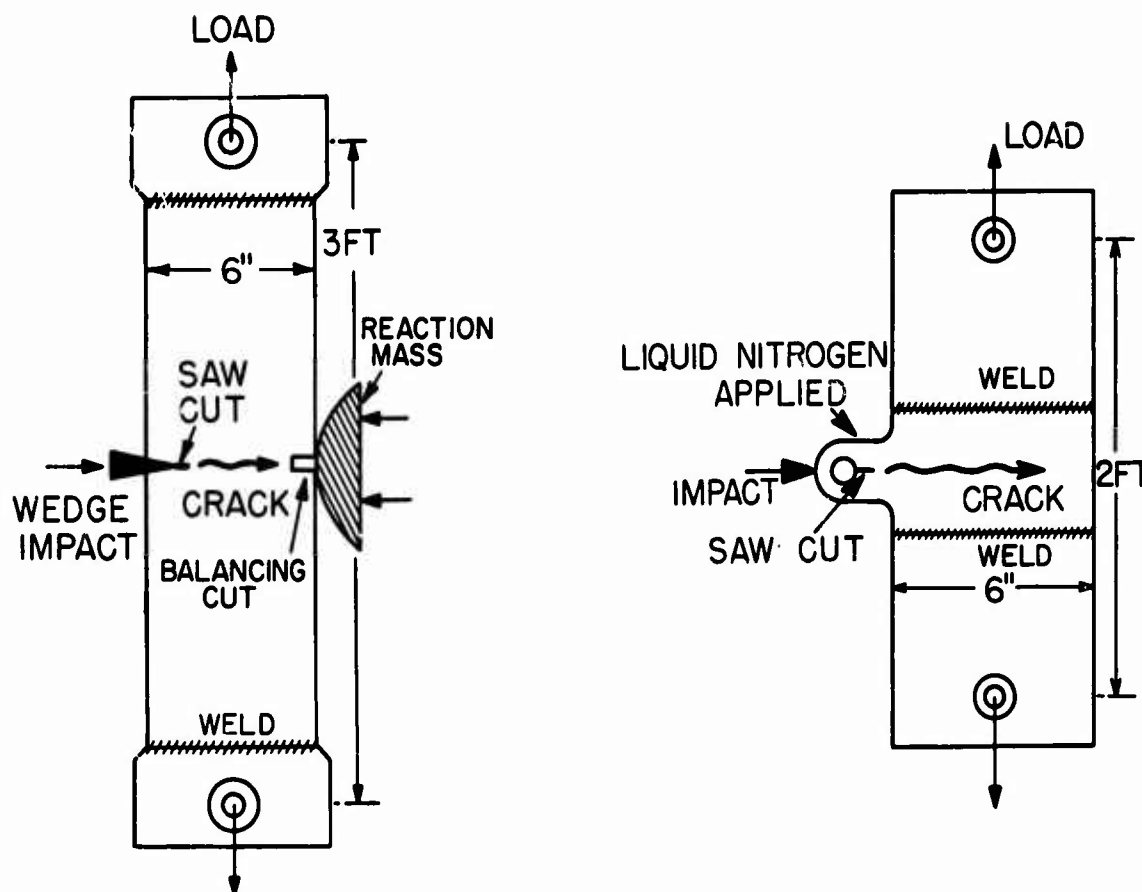 LOAD
3FT
6"
REACTION
MASS
SAW
CUT
WEDGE
IMPACT
CRACK
BALANCING
CUT
WELD
LOAD
LIQUID NITROGEN
APPLIED
WELD
IMPACT
CRACK
2FT
SAW CUT
WELD
6"